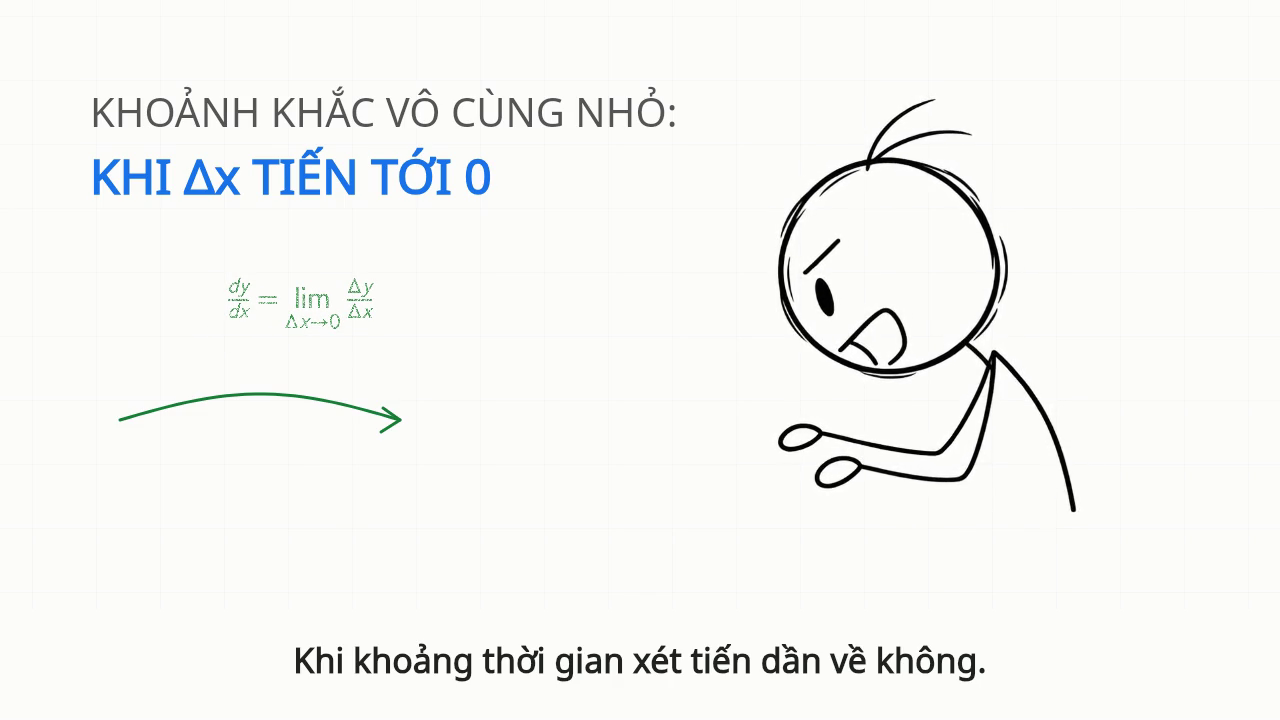 KHOẢNH KHẮC VÔ CÙNG NHỎ:
KHI Δx TIẾN TỚI 0
dy/dx = lim Δx→0 Δy/Δx
Khi khoảng thời gian xét tiến dần về không.